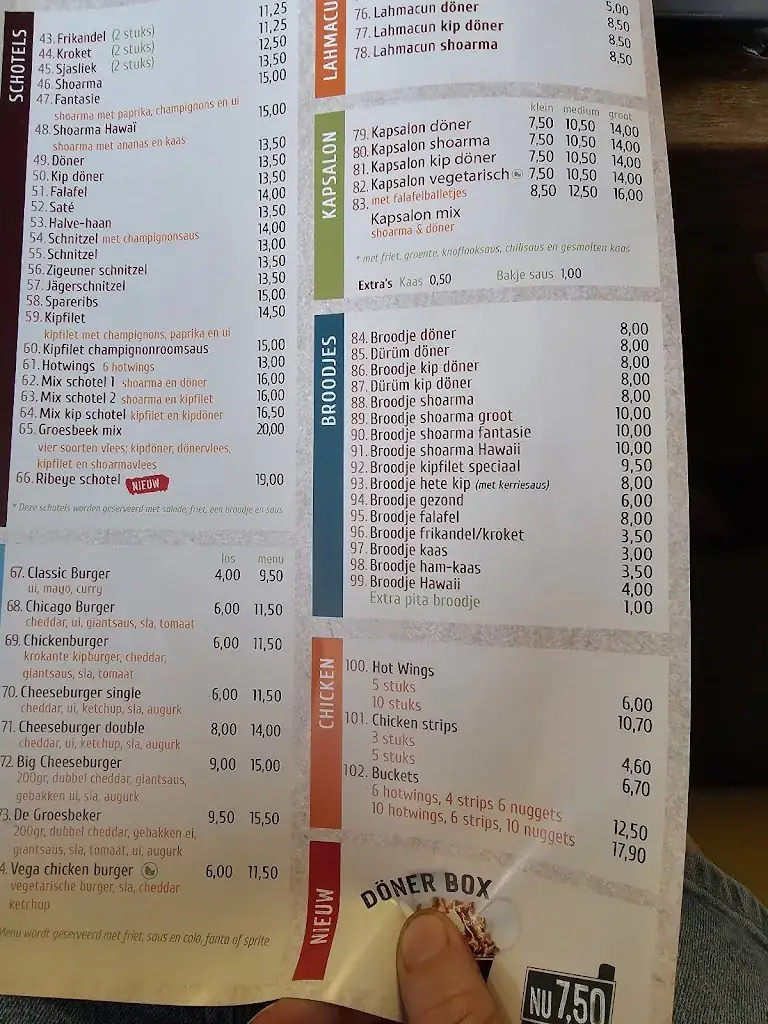 SCHOTELS
11,25
43. Frikandel (2 stuks) 11,25
44. Kroket (2 stuks) 12,50
45. Sjasliek (2 stuks) 13,50
46. Shoarma 15,00
47. Fantasie
shoarma met paprika, champignons en ui 15,00
48. Shoarma Hawaï
shoarma met ananas en kaas 13,50
49. Döner 13,50
50. Kip döner 13,50
51. Falafel 14,00
52. Saté 13,50
53. Halve-haan 14,00
54. Schnitzel met champignonsaus 13,00
55. Schnitzel 13,50
56. Zigeuner schnitzel 13,50
57. Jägerschnitzel 15,00
58. Spareribs 14,50
59. Kipfilet
kipfilet met champignons, paprika en ui 15,00
60. Kipfilet champignonroomsaus 13,00
61. Hotwings 6 hotwings 16,00
62. Mix schotel 1 shoarma en döner 16,00
63. Mix schotel 2 shoarma en kipfilet 16,50
64. Mix kip schotel kipfilet en kipdöner 20,00
65. Groesbeek mix
vier soorten vlees; kipdöner, dönervlees,
kipfilet en shoarmavlees
66. Ribeye schotel NIEUW 19,00
* Deze schotels worden geserveerd met salade, friet, een broodje en saus
los menu
67. Classic Burger 4,00 9,50
ui, mayo, curry
68. Chicago Burger 6,00 11,50
cheddar, ui, giantsaus, sla, tomaat
69. Chickenburger 6,00 11,50
krokante kipburger, cheddar,
giantsaus, sla, tomaat
70. Cheeseburger single 6,00 11,50
cheddar, ui, ketchup, sla, augurk
71. Cheeseburger double 8,00 14,00
cheddar, ui, ketchup, sla, augurk
72. Big Cheeseburger 9,00 15,00
200gr, dubbel cheddar, giantsaus,
gebakken ui, sla, augurk
73. De Groesbeker 9,50 15,50
200gr, dubbel cheddar, gebakken ei,
giantsaus, sla, tomaat, ui, augurk
4. Vega chicken burger 6,00 11,50
vegetarische burger, sla, cheddar
ketchup
Menu wordt geserveerd met friet, saus en cola, fanta of sprite
LAHMACU
76. Lahmacun döner 5,00
77. Lahmacun kip döner 8,50
78. Lahmacun shoarma 8,50
8,50
KAPSALON
klein medium groot
79. Kapsalon döner 7,50 10,50 14,00
80. Kapsalon shoarma 7,50 10,50 14,00
81. Kapsalon kip döner 7,50 10,50 14,00
82. Kapsalon vegetarisch 7,50 10,50 14,00
83. met falafelballetjes 8,50 12,50 16,00
Kapsalon mix
shoarma & döner
* met friet, groente, knoflooksaus, chilisaus en gesmolten kaas
Extra's Kaas 0,50 Bakje saus 1,00
BROODJES
84. Broodje döner 8,00
85. Dürüm döner 8,00
86. Broodje kip döner 8,00
87. Dürüm kip döner 8,00
88. Broodje shoarma 8,00
89. Broodje shoarma groot 10,00
90. Broodje shoarma fantasie 10,00
91. Broodje shoarma Hawaii 10,00
92. Broodje kipfilet speciaal 9,50
93. Broodje hete kip (met kerriesaus) 8,00
94. Broodje gezond 6,00
95. Broodje falafel 8,00
96. Broodje frikandel/kroket 3,50
97. Broodje kaas 3,00
98. Broodje ham-kaas 3,50
99. Broodje Hawaii 4,00
Extra pita broodje 1,00
CHICKEN
100. Hot Wings
5 stuks 6,00
10 stuks 10,70
101. Chicken strips
3 stuks 4,60
5 stuks 6,70
102. Buckets
6 hotwings, 4 strips 6 nuggets 12,50
10 hotwings, 6 strips, 10 nuggets 17,90
NIEUW
DÖNER BOX
NU 7,50